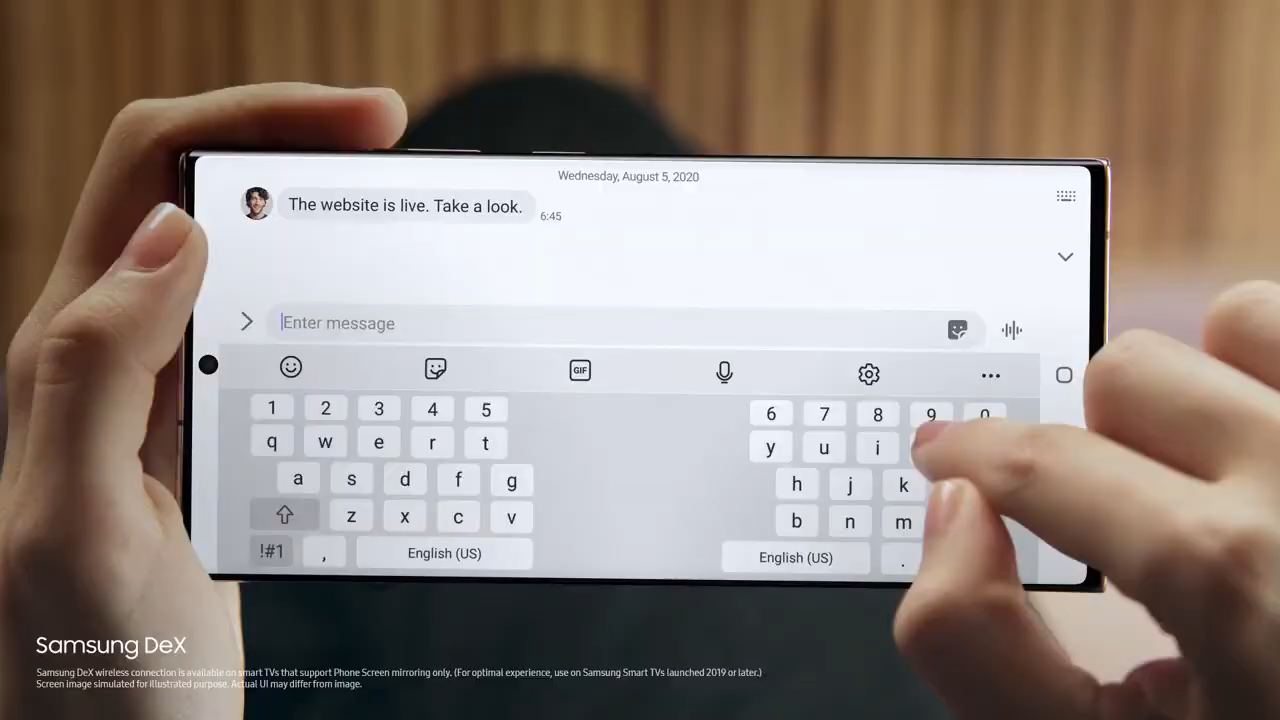 Wednesday, August 5, 2020
The website is live. Take a look.
6:45
Enter message
GIF
1 2 3 4 5 6 7 8 9 0
q w e r t y u i
a s d f g h j k
z x c v b n m
!#1 , English (US) English (US) .
Samsung DeX
Samsung DeX wireless connection is available on smart TVs that support Phone Screen mirroring only. (For optimal experience, use on Samsung Smart TVs launched 2019 or later.)
Screen image simulated for illustrated purpose. Actual UI may differ from image.